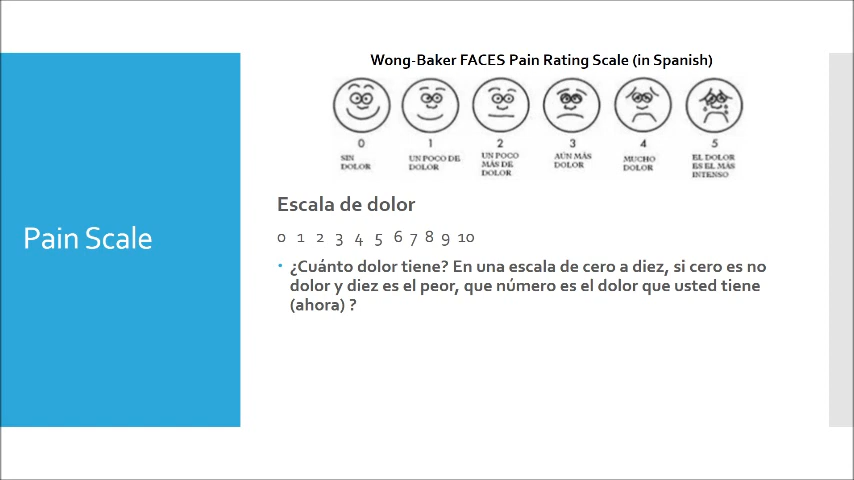 Wong-Baker FACES Pain Rating Scale (in Spanish)
0 1 2 3 4 5
SIN DOLOR
UN POCO DE DOLOR
UN POCO MÁS DE DOLOR
AÚN MÁS DOLOR
MUCHO DOLOR
EL DOLOR ES EL MÁS INTENSO
Pain Scale
Escala de dolor
0 1 2 3 4 5 6 7 8 9 10
• ¿Cuánto dolor tiene? En una escala de cero a diez, si cero es no
dolor y diez es el peor, que número es el dolor que usted tiene
(ahora) ?